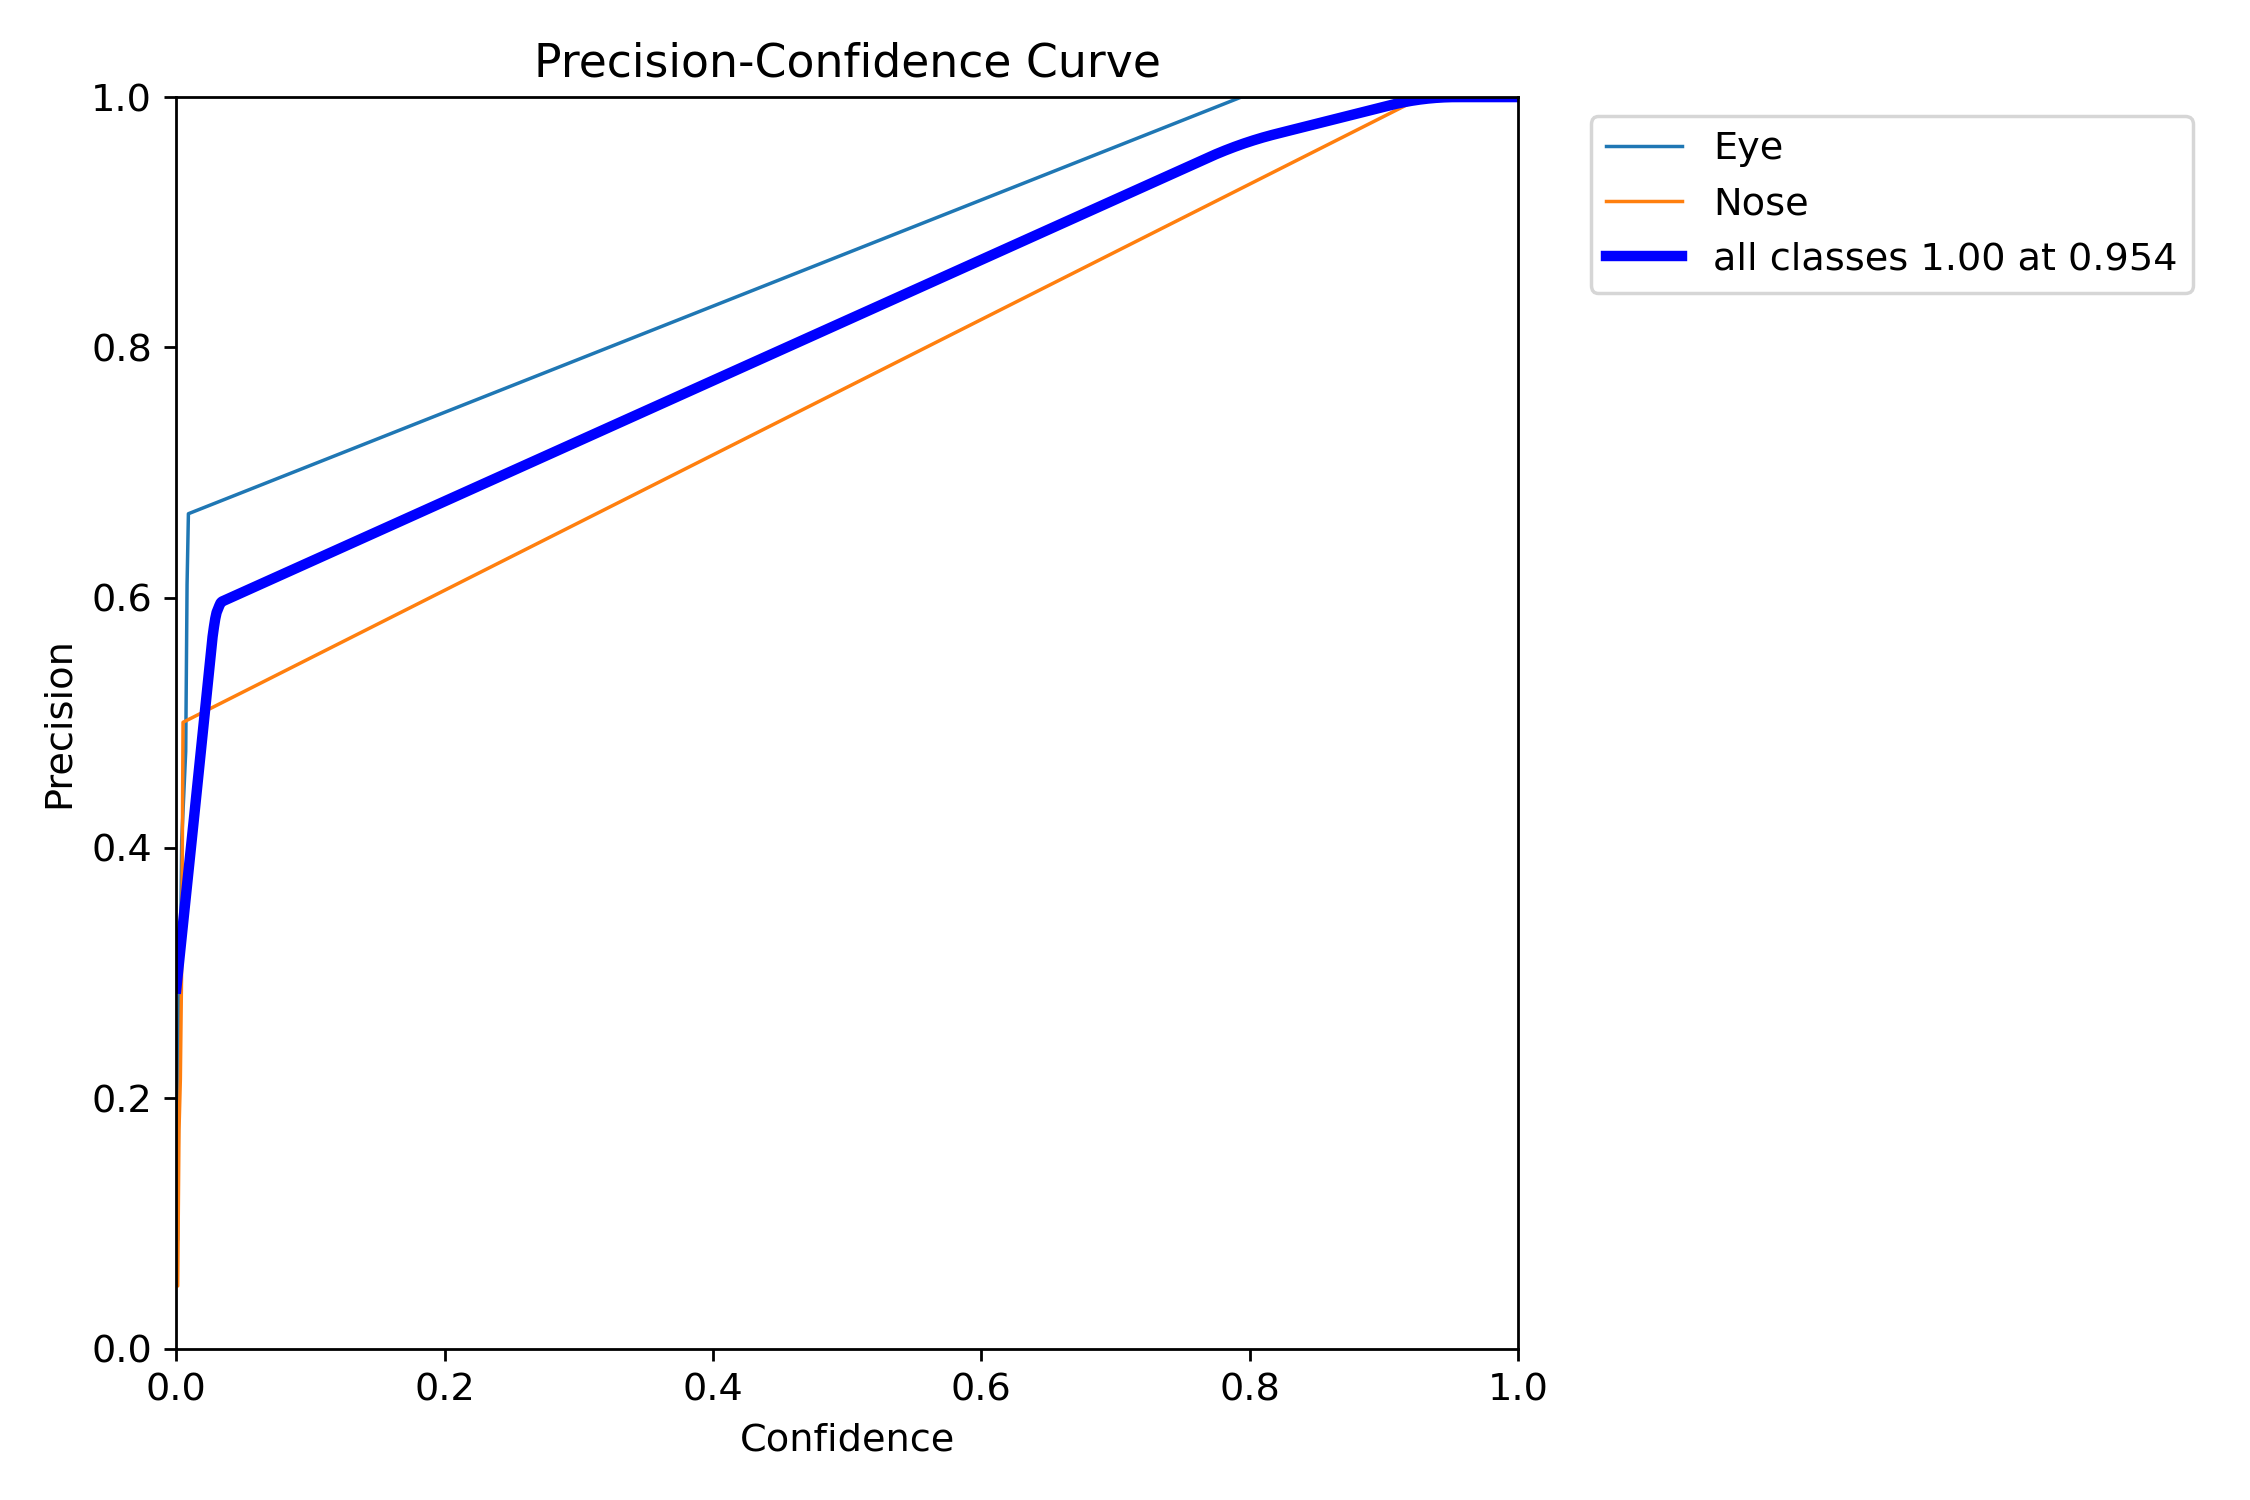 Precision-Confidence Curve
1.0
0.8
0.6
0.4
0.2
0.0
Precision
0.0 0.2 0.4 0.6 0.8 1.0
Confidence
Eye
Nose
all classes 1.00 at 0.954